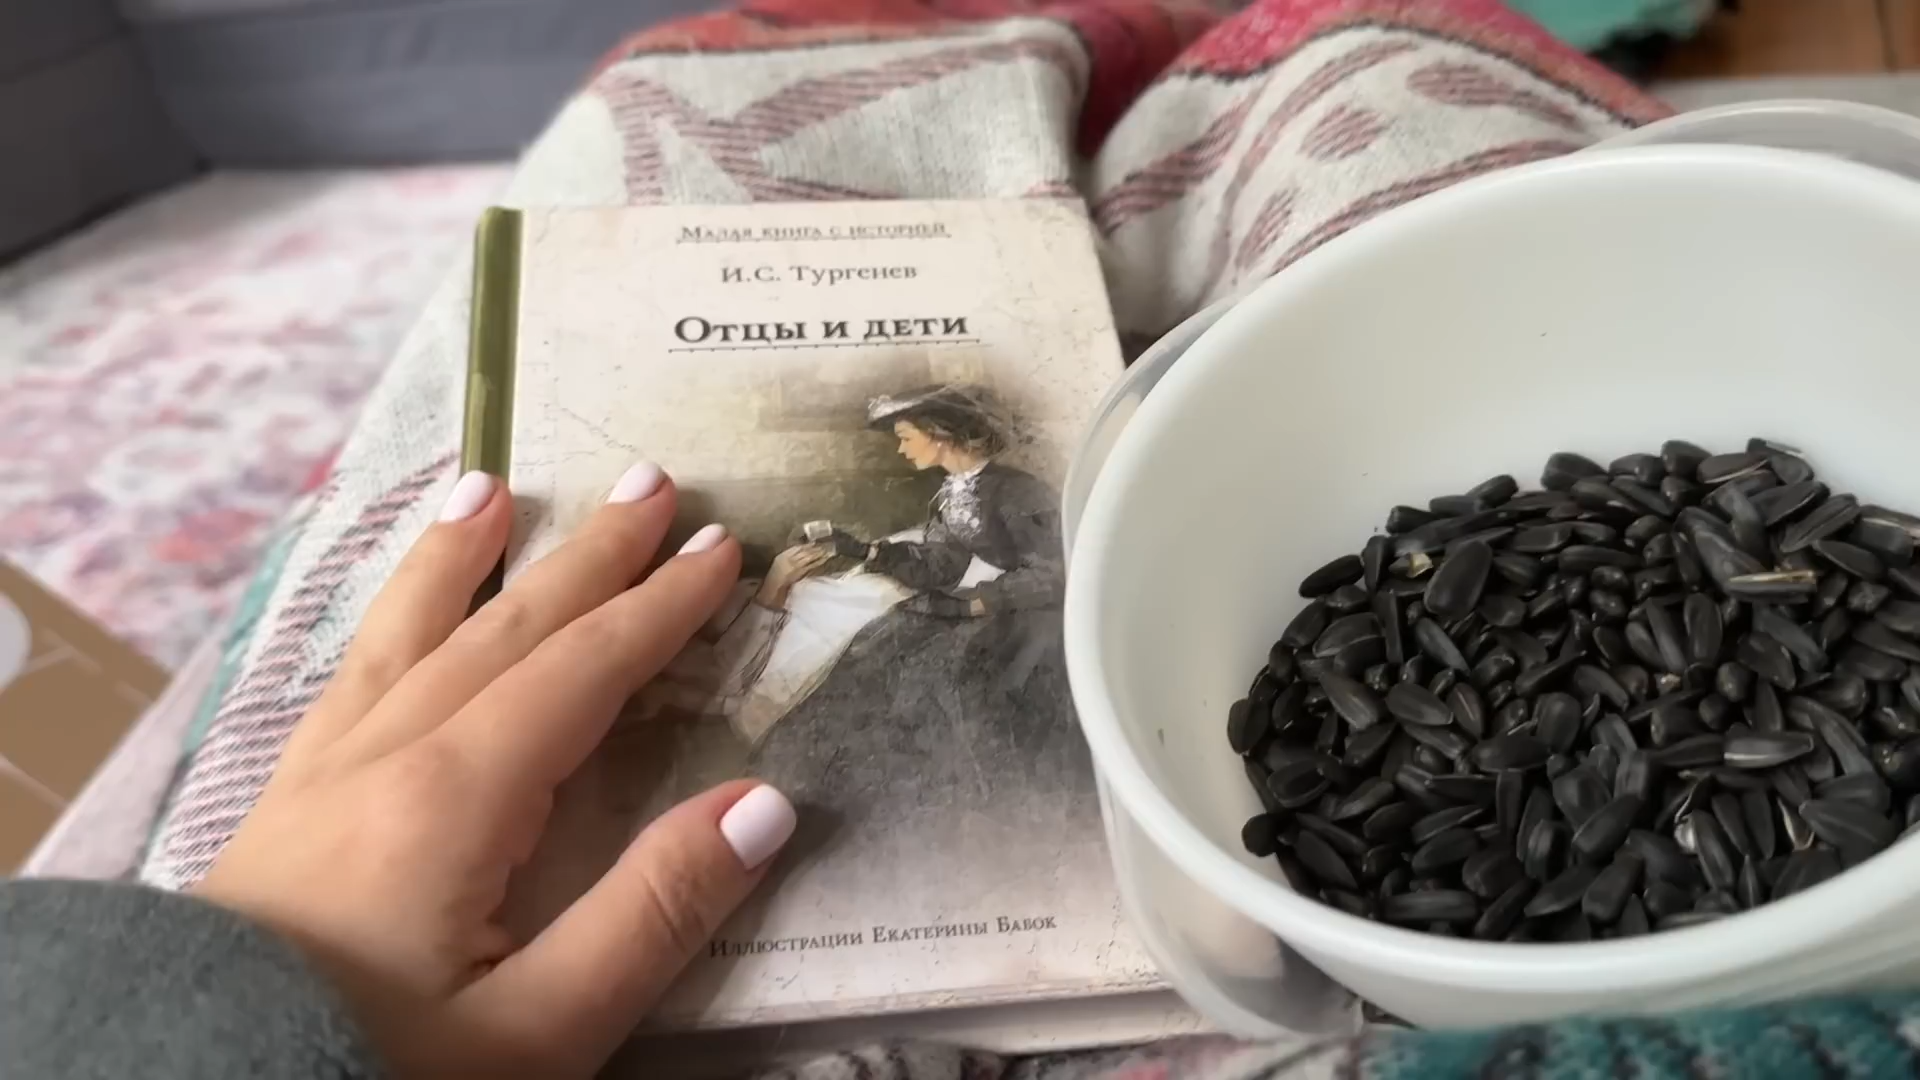 Малая книга с историей
И.С. Тургенев
Отцы и дети
Иллюстрации Екатерины Бабок